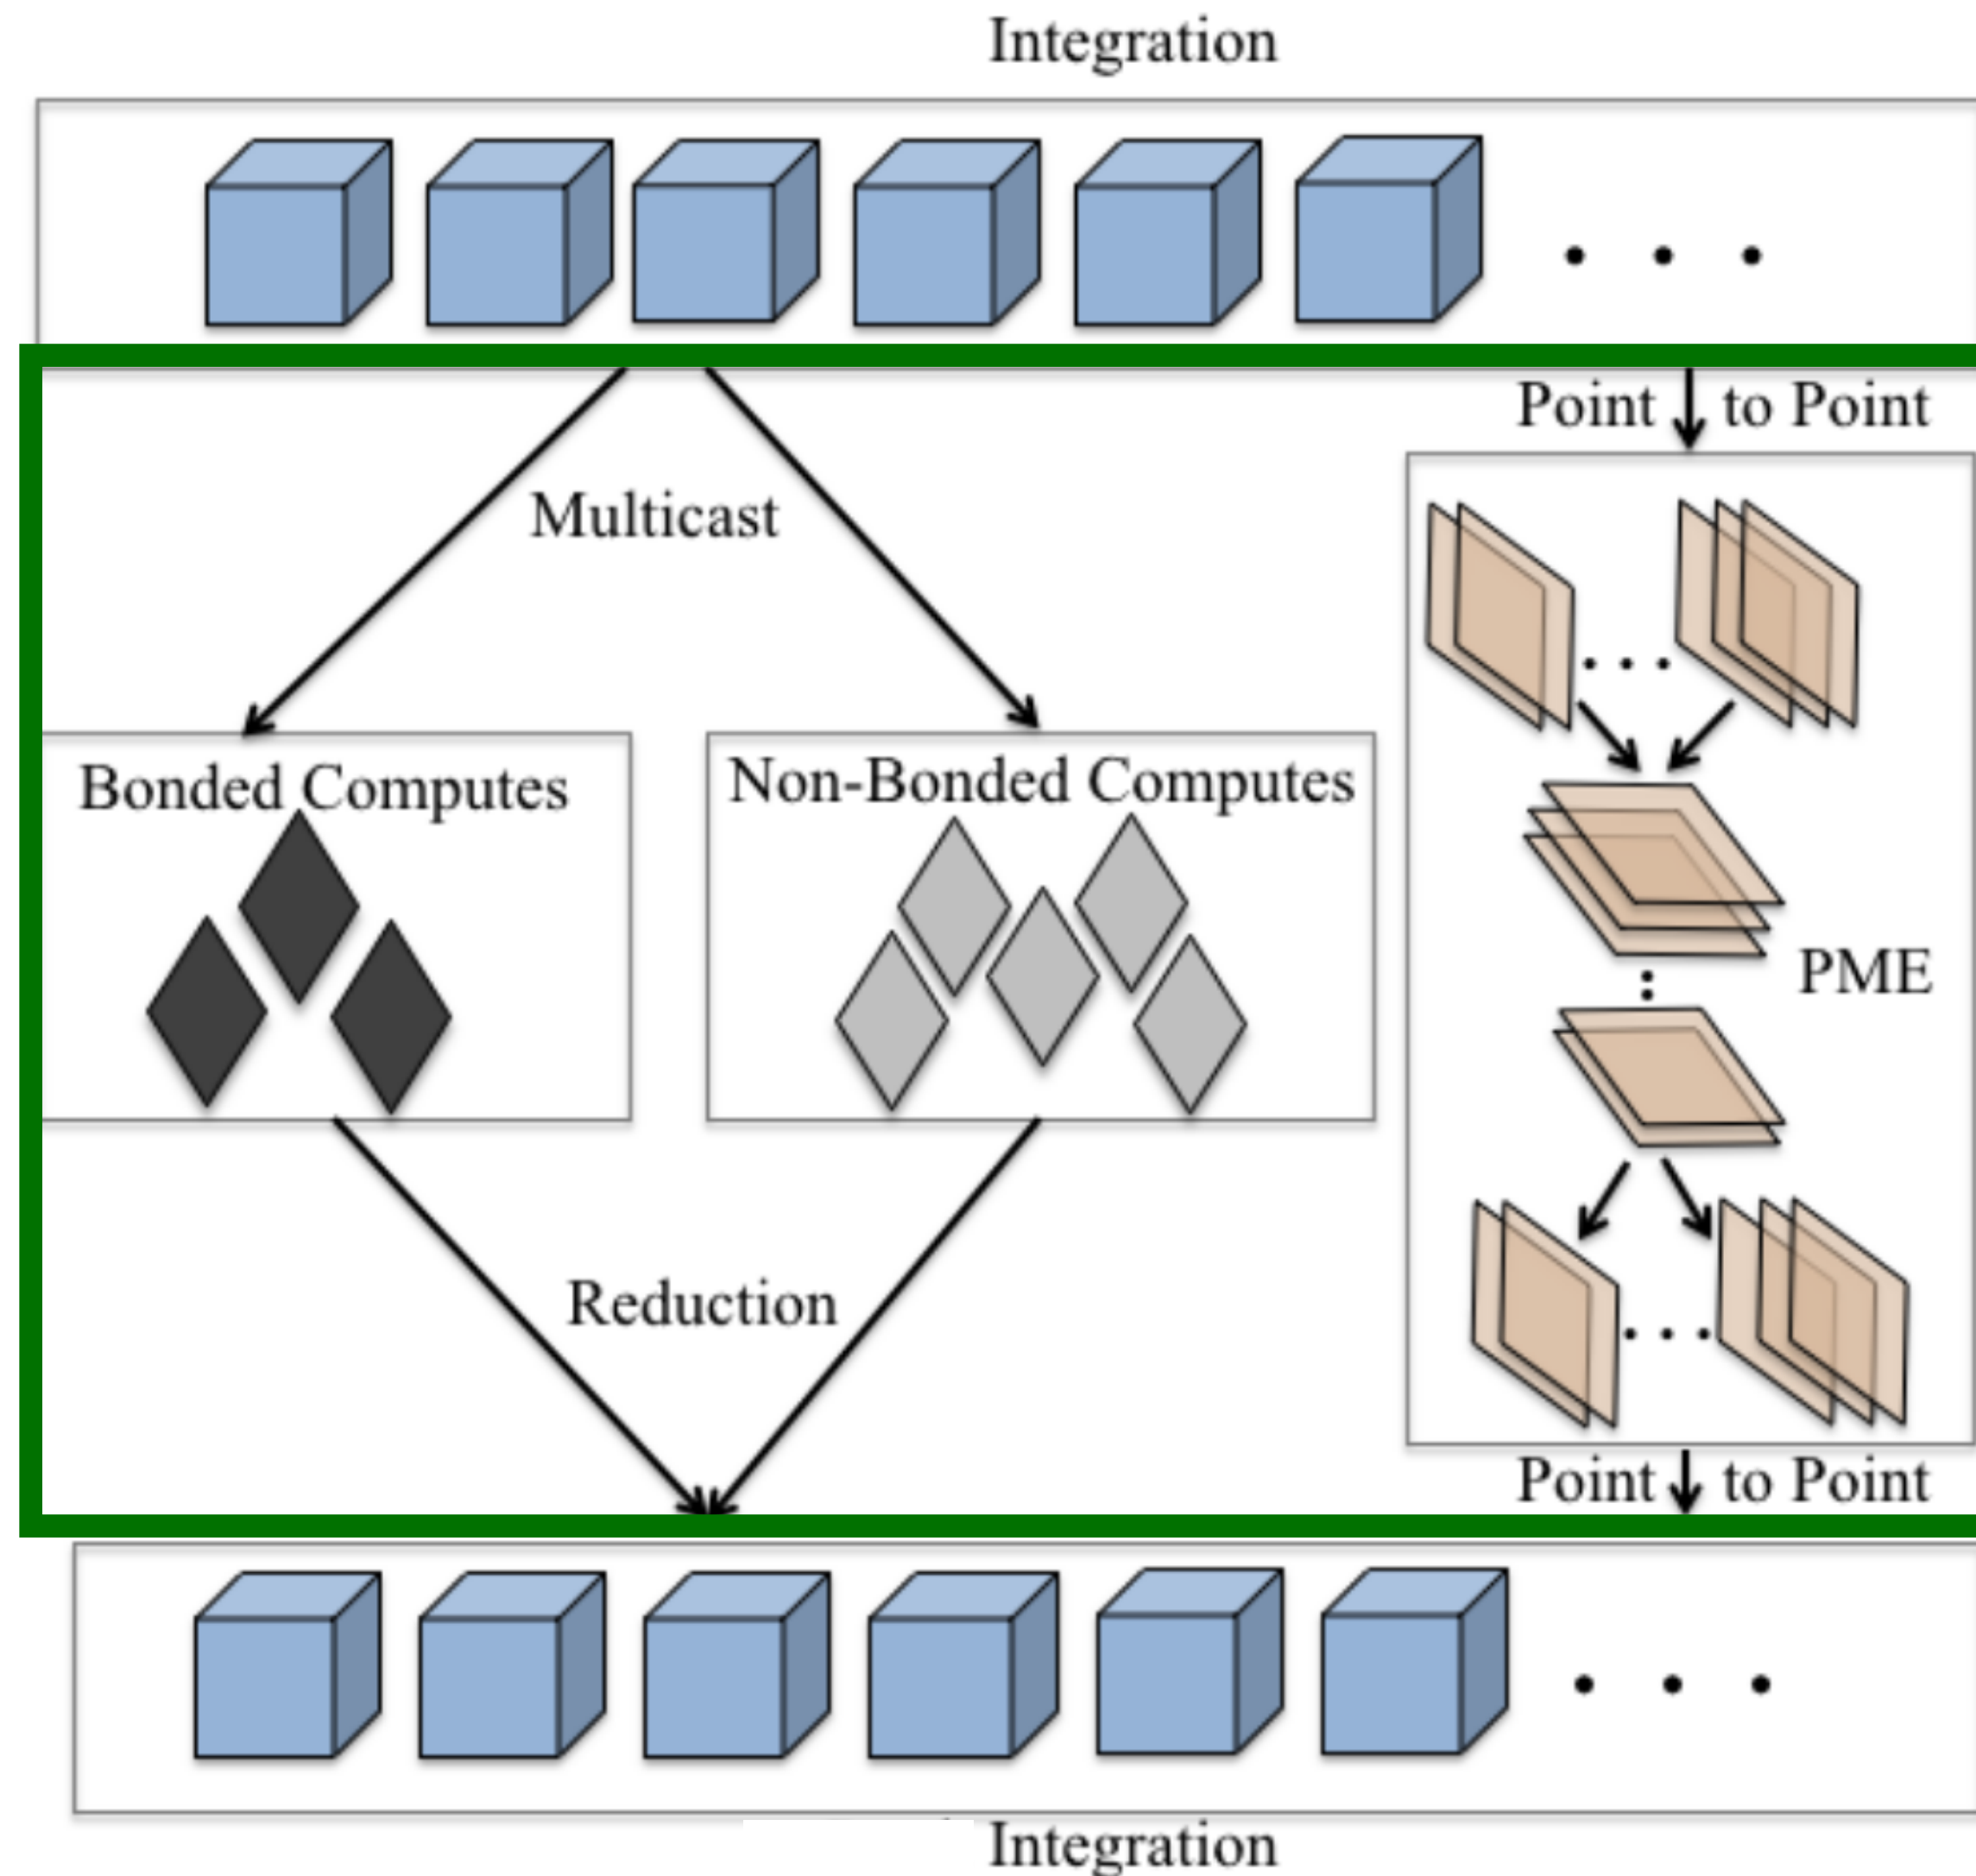 Integration
Point to Point
Multicast
Bonded Computes
Non-Bonded Computes
PME
Reduction
Point to Point
Integration